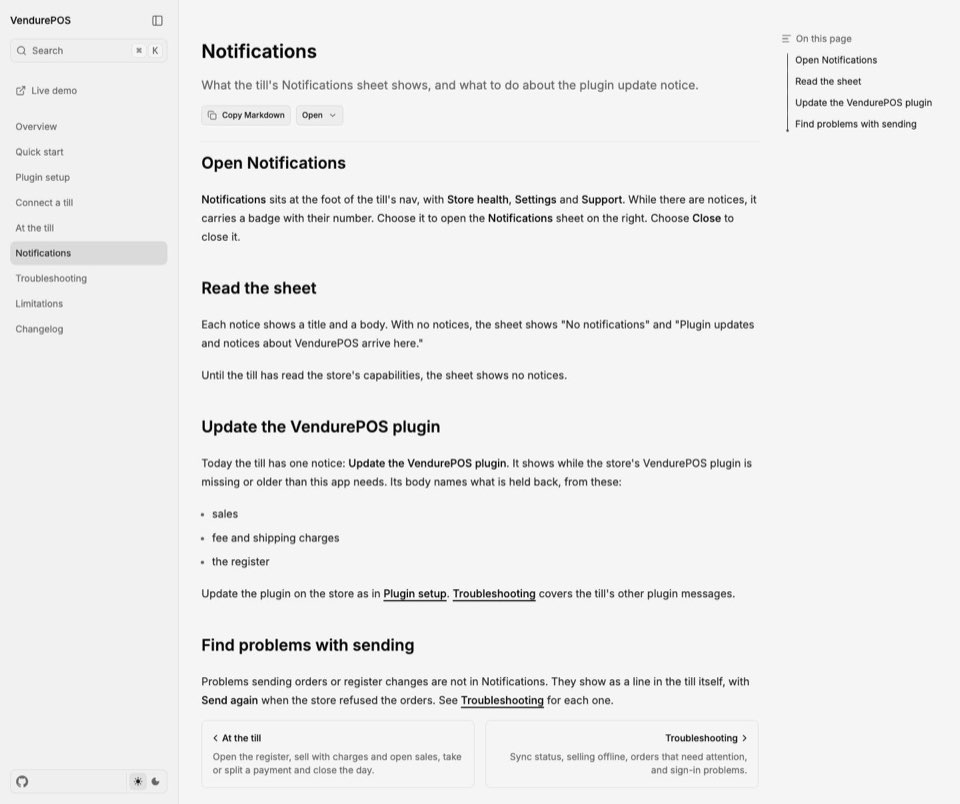 VendurePOS
Search
⌘ K
Live demo
Overview
Quick start
Plugin setup
Connect a till
At the till
Notifications
Troubleshooting
Limitations
Changelog
Notifications
What the till's Notifications sheet shows, and what to do about the plugin update notice.
Copy Markdown
Open
Open Notifications
Notifications sits at the foot of the till's nav, with Store health, Settings and Support. While there are notices, it
carries a badge with their number. Choose it to open the Notifications sheet on the right. Choose Close to
close it.
Read the sheet
Each notice shows a title and a body. With no notices, the sheet shows "No notifications" and "Plugin updates
and notices about VendurePOS arrive here."
Until the till has read the store's capabilities, the sheet shows no notices.
Update the VendurePOS plugin
Today the till has one notice: Update the VendurePOS plugin. It shows while the store's VendurePOS plugin is
missing or older than this app needs. Its body names what is held back, from these:
• sales
• fee and shipping charges
• the register
Update the plugin on the store as in Plugin setup. Troubleshooting covers the till's other plugin messages.
Find problems with sending
Problems sending orders or register changes are not in Notifications. They show as a line in the till itself, with
Send again when the store refused the orders. See Troubleshooting for each one.
At the till
Open the register, sell with charges and open sales, take
or split a payment and close the day.
Troubleshooting
Sync status, selling offline, orders that need attention,
and sign-in problems.
On this page
Open Notifications
Read the sheet
Update the VendurePOS plugin
Find problems with sending